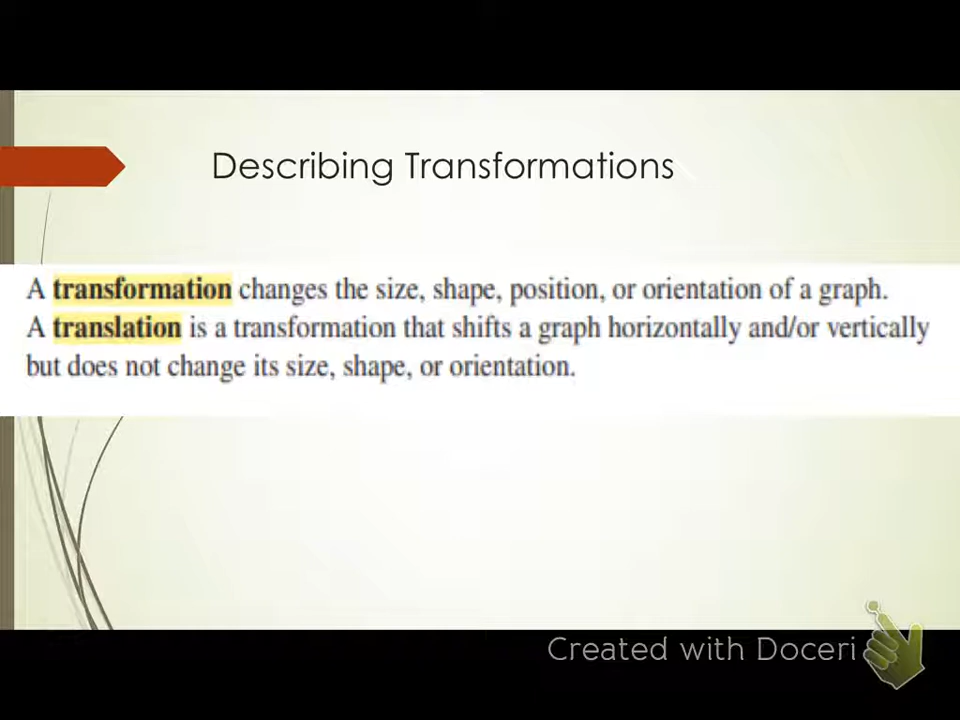 Describing Transformations
A transformation changes the size, shape, position, or orientation of a graph.
A translation is a transformation that shifts a graph horizontally and/or vertically
but does not change its size, shape, or orientation.
Created with Doceri